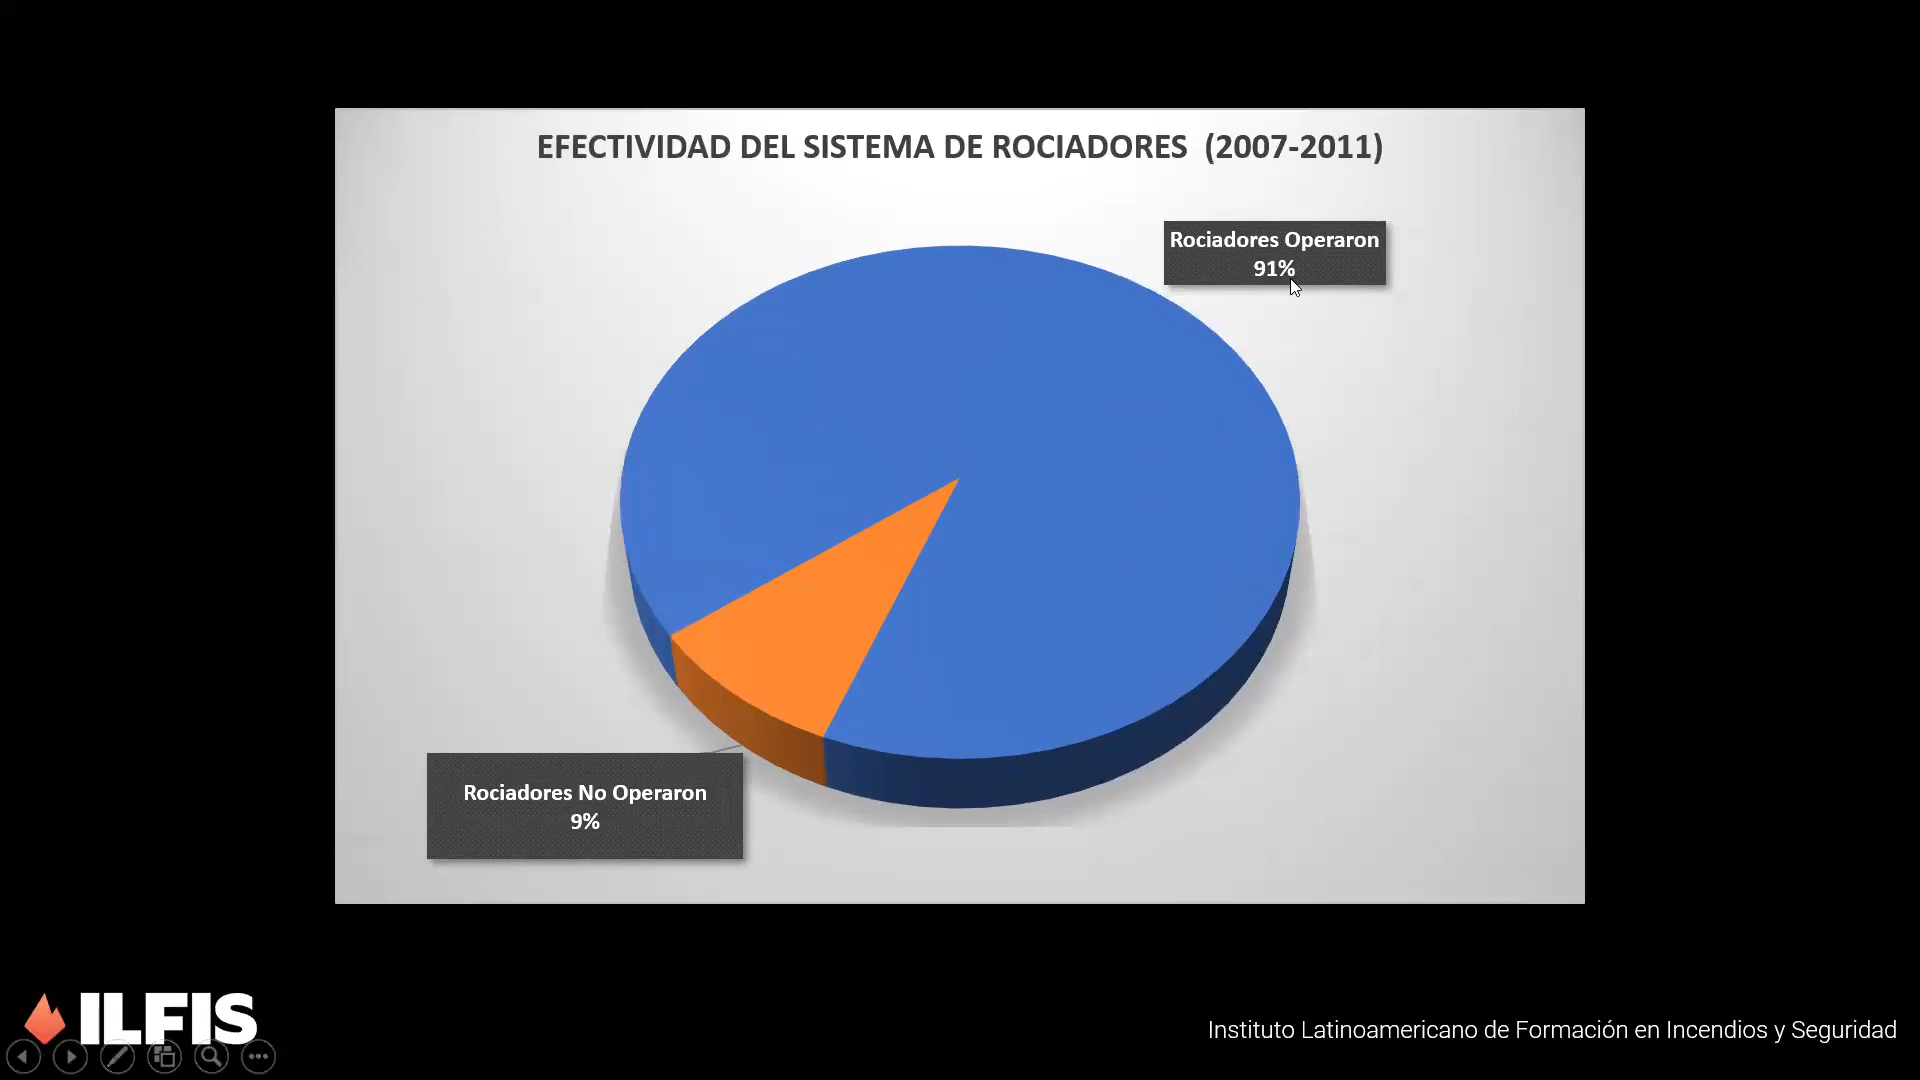 EFECTIVIDAD DEL SISTEMA DE ROCIADORES (2007-2011)
Rociadores Operaron
91%
Rociadores No Operaron
9%
ILFIS
Instituto Latinoamericano de Formación en Incendios y Seguridad